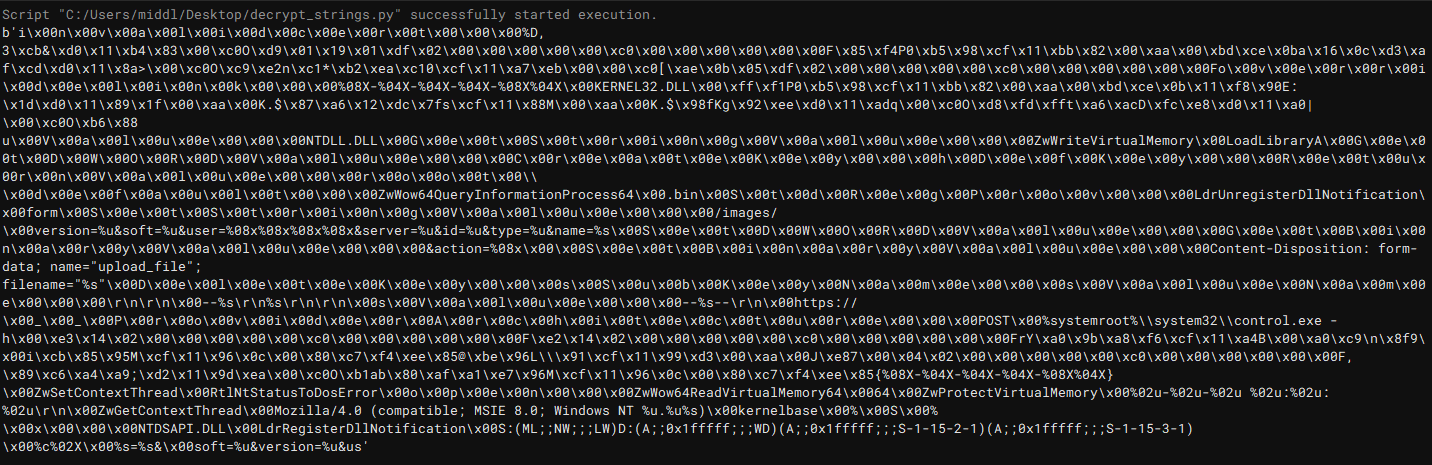 Script "C:/Users/middl/Desktop/decrypt_strings.py" successfully started execution.
b'i\x00n\x00v\x00a\x00l\x00i\x00d\x00c\x00e\x00r\x00t\x00\x00\x00%D,
3\xcb&\xd0\x11\xb4\x83\x00\xc0O\xd9\x01\x19\x01\xdf\x02\x00\x00\x00\x00\x00\xc0\x00\x00\x00\x00\x00\x00F\x85\xf4P0\xb5\x98\xcf\x11\xbb\x82\x00\xaa\x00\xbd\xce\x0ba\x16\x0c\xd3\xa
f\xcd\xd0\x11\x8a>\x00\xc0O\xc9\xe2n\xc1*\xb2\xea\xc10\xcf\x11\xa7\xeb\x00\x00\xc0[\xae\x0b\x05\xdf\x02\x00\x00\x00\x00\x00\xc0\x00\x00\x00\x00\x00\x00Fo\x00v\x00e\x00r\x00r\x00i
\x00d\x00e\x00l\x00i\x00n\x00k\x00\x00\x00%08X-%04X-%04X-%04X-%08X%04X\x00KERNEL32.DLL\x00\xff\xf1P0\xb5\x98\xcf\x11\xbb\x82\x00\xaa\x00\xbd\xce\x0b\x11\xf8\x90E:
\x1d\xd0\x11\x89\x1f\x00\xaa\x00K.$\x87\xa6\x12\xdc\x7fs\xcf\x11\x88M\x00\xaa\x00K.$\x98fKg\x92\xee\xd0\x11\xadq\x00\xc0O\xd8\xfd\xfft\xa6\xacD\xfc\xe8\xd0\x11\xa0|
\x00\xc0O\xb6\x88
u\x00V\x00a\x00l\x00u\x00e\x00\x00\x00NTDLL.DLL\x00G\x00e\x00t\x00S\x00t\x00r\x00i\x00n\x00g\x00V\x00a\x00l\x00u\x00e\x00\x00\x00ZwWriteVirtualMemory\x00LoadLibraryA\x00G\x00e\x0
0t\x00D\x00W\x00O\x00R\x00D\x00V\x00a\x00l\x00u\x00e\x00\x00\x00C\x00r\x00e\x00a\x00t\x00e\x00K\x00e\x00y\x00\x00\x00h\x00D\x00e\x00f\x00K\x00e\x00y\x00\x00\x00R\x00e\x00t\x00u\x
00r\x00n\x00V\x00a\x00l\x00u\x00e\x00\x00\x00r\x00o\x00o\x00t\x00\\
\x00d\x00e\x00f\x00a\x00u\x00l\x00t\x00\x00\x00ZwWow64QueryInformationProcess64\x00.bin\x00S\x00t\x00d\x00R\x00e\x00g\x00P\x00r\x00o\x00v\x00\x00\x00LdrUnregisterDllNotification\
x00form\x00S\x00e\x00t\x00S\x00t\x00r\x00i\x00n\x00g\x00V\x00a\x00l\x00u\x00e\x00\x00\x00/images/
\x00version=%u&soft=%u&user=%08x%08x%08x%08x&server=%u&id=%u&type=%u&name=%s\x00S\x00e\x00t\x00D\x00W\x00O\x00R\x00D\x00V\x00a\x00l\x00u\x00e\x00\x00\x00G\x00e\x00t\x00B\x00i\x00
n\x00a\x00r\x00y\x00V\x00a\x00l\x00u\x00e\x00\x00\x00&action=%08x\x00\x00S\x00e\x00t\x00B\x00i\x00n\x00a\x00r\x00y\x00V\x00a\x00l\x00u\x00e\x00\x00\x00Content-Disposition: form-
data; name="upload_file";
filename="%s"\x00D\x00e\x00l\x00e\x00t\x00e\x00K\x00e\x00y\x00\x00\x00s\x00S\x00u\x00b\x00K\x00e\x00y\x00N\x00a\x00m\x00e\x00\x00\x00s\x00V\x00a\x00l\x00u\x00e\x00N\x00a\x00m\x00
e\x00\x00\x00\r\n\r\n\x00--%s\r\n%s\r\n\r\n\x00s\x00V\x00a\x00l\x00u\x00e\x00\x00\x00--%s--\r\n\x00https://
\x00_\x00_\x00P\x00r\x00o\x00v\x00i\x00d\x00e\x00r\x00A\x00r\x00c\x00h\x00i\x00t\x00e\x00c\x00t\x00u\x00r\x00e\x00\x00\x00POST\x00%systemroot%\\system32\\control.exe -
h\x00\xe3\x14\x02\x00\x00\x00\x00\x00\xc0\x00\x00\x00\x00\x00\x00F\xe2\x14\x02\x00\x00\x00\x00\x00\xc0\x00\x00\x00\x00\x00\x00FrY\xa0\x9b\xa8\xf6\xcf\x11\xa4B\x00\xa0\xc9\n\x8f9\
x00i\xcb\x85\x95M\xcf\x11\x96\x0c\x00\x80\xc7\xf4\xee\x85@\xbe\x96L\\\x91\xcf\x11\x99\xd3\x00\xaa\x00J\xe87\x00\x04\x02\x00\x00\x00\x00\x00\xc0\x00\x00\x00\x00\x00\x00F,
\x89\xc6\xa4\xa9;\xd2\x11\x9d\xea\x00\xc0O\xb1ab\x80\xaf\xa1\xe7\x96M\xcf\x11\x96\x0c\x00\x80\xc7\xf4\xee\x85{%08X-%04X-%04X-%04X-%08X%04X}
\x00ZwSetContextThread\x00RtlNtStatusToDosError\x00o\x00p\x00e\x00n\x00\x00\x00ZwWow64ReadVirtualMemory64\x0064\x00ZwProtectVirtualMemory\x00%02u-%02u-%02u %02u:%02u:
%02u\r\n\x00ZwGetContextThread\x00Mozilla/4.0 (compatible; MSIE 8.0; Windows NT %u.%u%s)\x00kernelbase\x00%\x00S\x00%
\x00x\x00\x00\x00NTDSAPI.DLL\x00LdrRegisterDllNotification\x00S:(ML;;NW;;;LW)D:(A;;0x1fffff;;;WD)(A;;0x1fffff;;;S-1-15-2-1)(A;;0x1fffff;;;S-1-15-3-1)
\x00%c%02X\x00%s=%s&\x00soft=%u&version=%u&us'